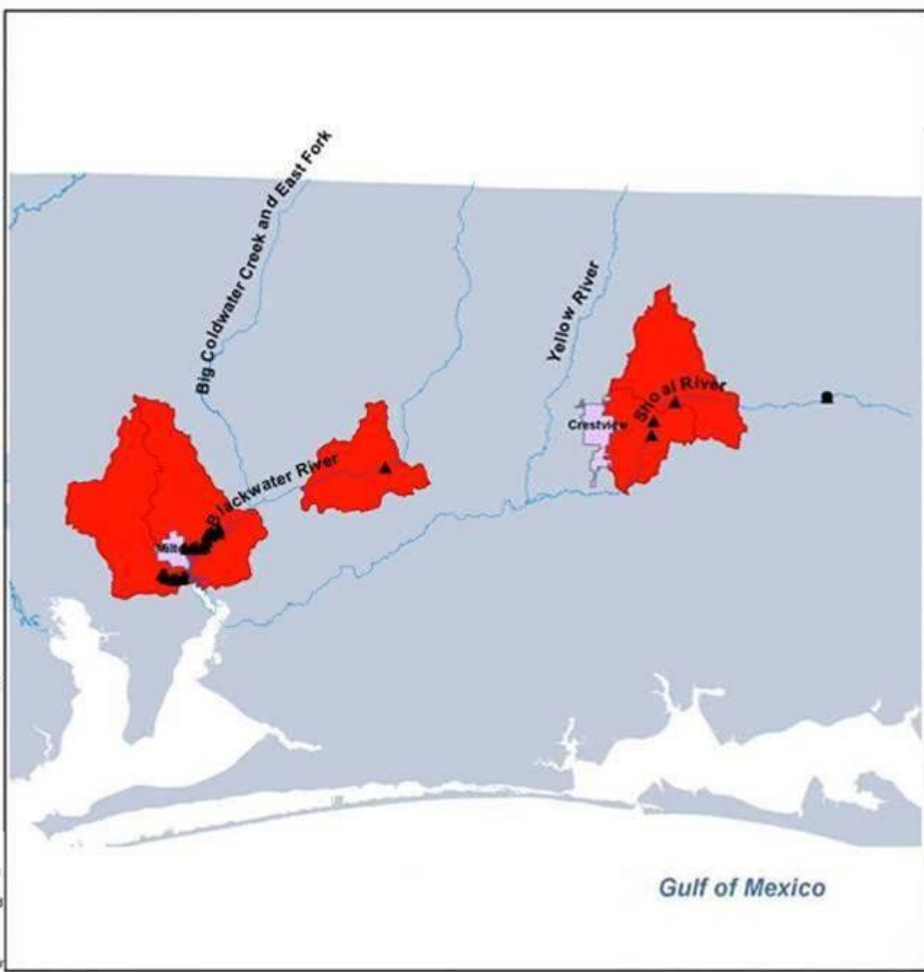 Big Coldwater Creek and East Fork
Yellow River
Shoal River
Crestview
Blackwater River
Gulf of Mexico